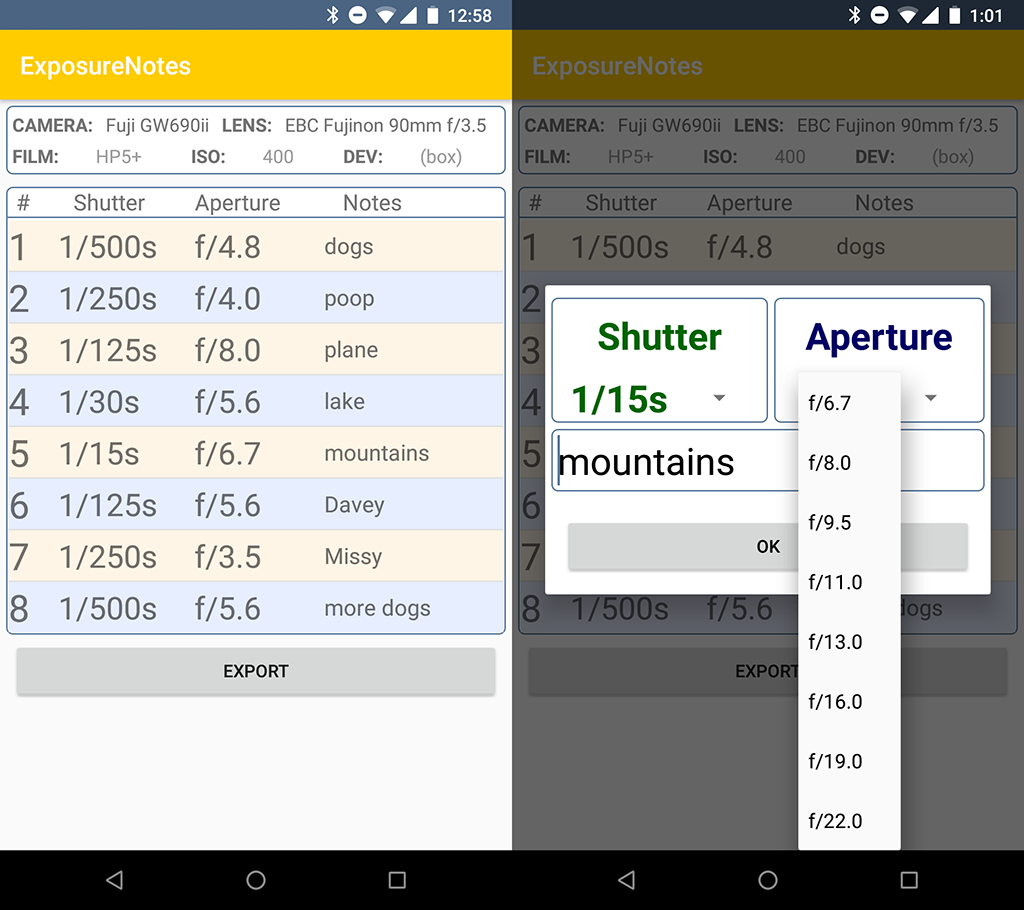 12:58
ExposureNotes
CAMERA: Fuji GW690ii LENS: EBC Fujinon 90mm f/3.5
FILM: HP5+ ISO: 400 DEV: (box)
# Shutter Aperture Notes
1 1/500s f/4.8 dogs
2 1/250s f/4.0 poop
3 1/125s f/8.0 plane
4 1/30s f/5.6 lake
5 1/15s f/6.7 mountains
6 1/125s f/5.6 Davey
7 1/250s f/3.5 Missy
8 1/500s f/5.6 more dogs
EXPORT
1:01
ExposureNotes
CAMERA: Fuji GW690ii LENS: EBC Fujinon 90mm f/3.5
FILM: HP5+ ISO: 400 DEV: (box)
# Shutter Aperture Notes
1 1/500s f/4.8 dogs
2
3
4
5
6
7
8 1/500s f/5.6 dogs
Shutter Aperture
1/15s
mountains
OK
f/6.7
f/8.0
f/9.5
f/11.0
f/13.0
f/16.0
f/19.0
f/22.0
EXPORT